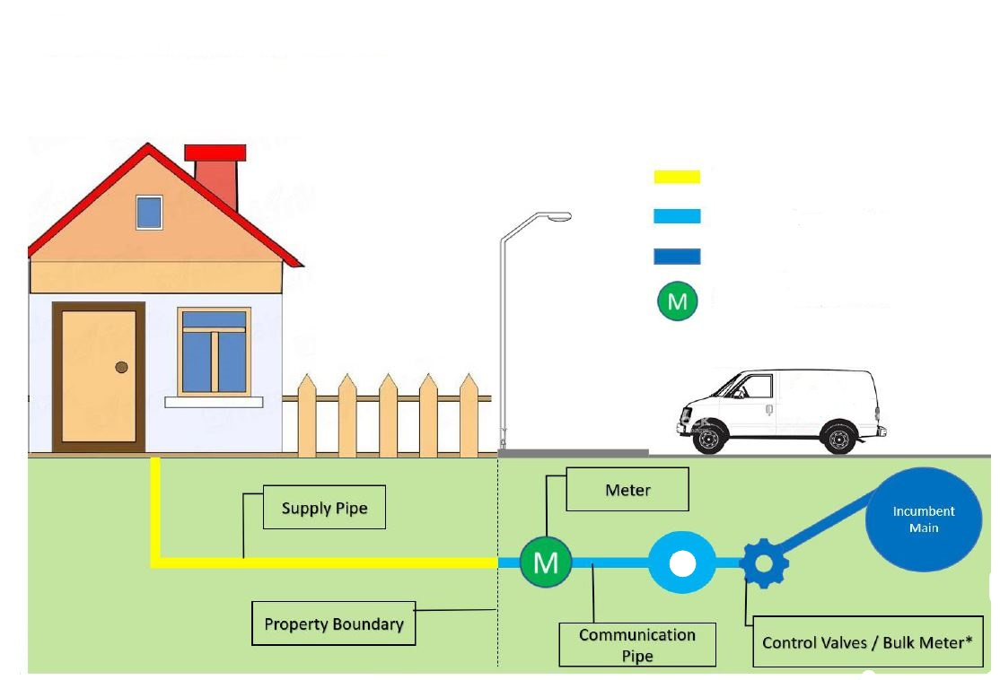 M
Supply Pipe
Meter
Incumbent
Main
M
Property Boundary
Communication
Pipe
Control Valves / Bulk Meter*